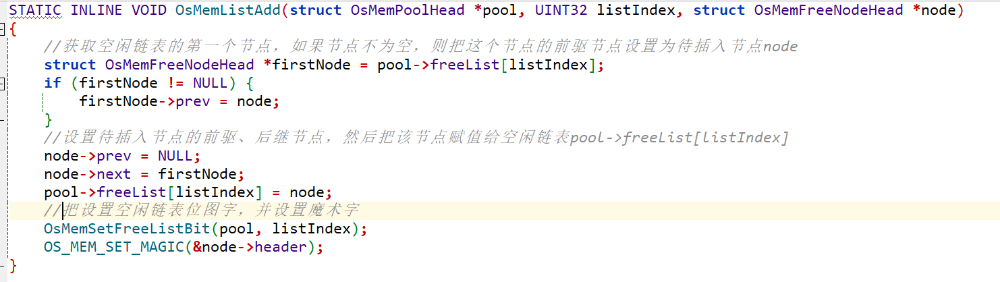 STATIC INLINE VOID OsMemListAdd(struct OsMemPoolHead *pool, UINT32 listIndex, struct OsMemFreeNodeHead *node)
{
    //获取空闲链表的第一个节点，如果节点不为空，则把这个节点的前驱节点设置为待插入节点node
    struct OsMemFreeNodeHead *firstNode = pool->freeList[listIndex];
    if (firstNode != NULL) {
        firstNode->prev = node;
    }
    //设置待插入节点的前驱、后继节点，然后把该节点赋值给空闲链表pool->freeList[listIndex]
    node->prev = NULL;
    node->next = firstNode;
    pool->freeList[listIndex] = node;
    //把设置空闲链表位图字，并设置魔术字
    OsMemSetFreeListBit(pool, listIndex);
    OS_MEM_SET_MAGIC(&node->header);
}